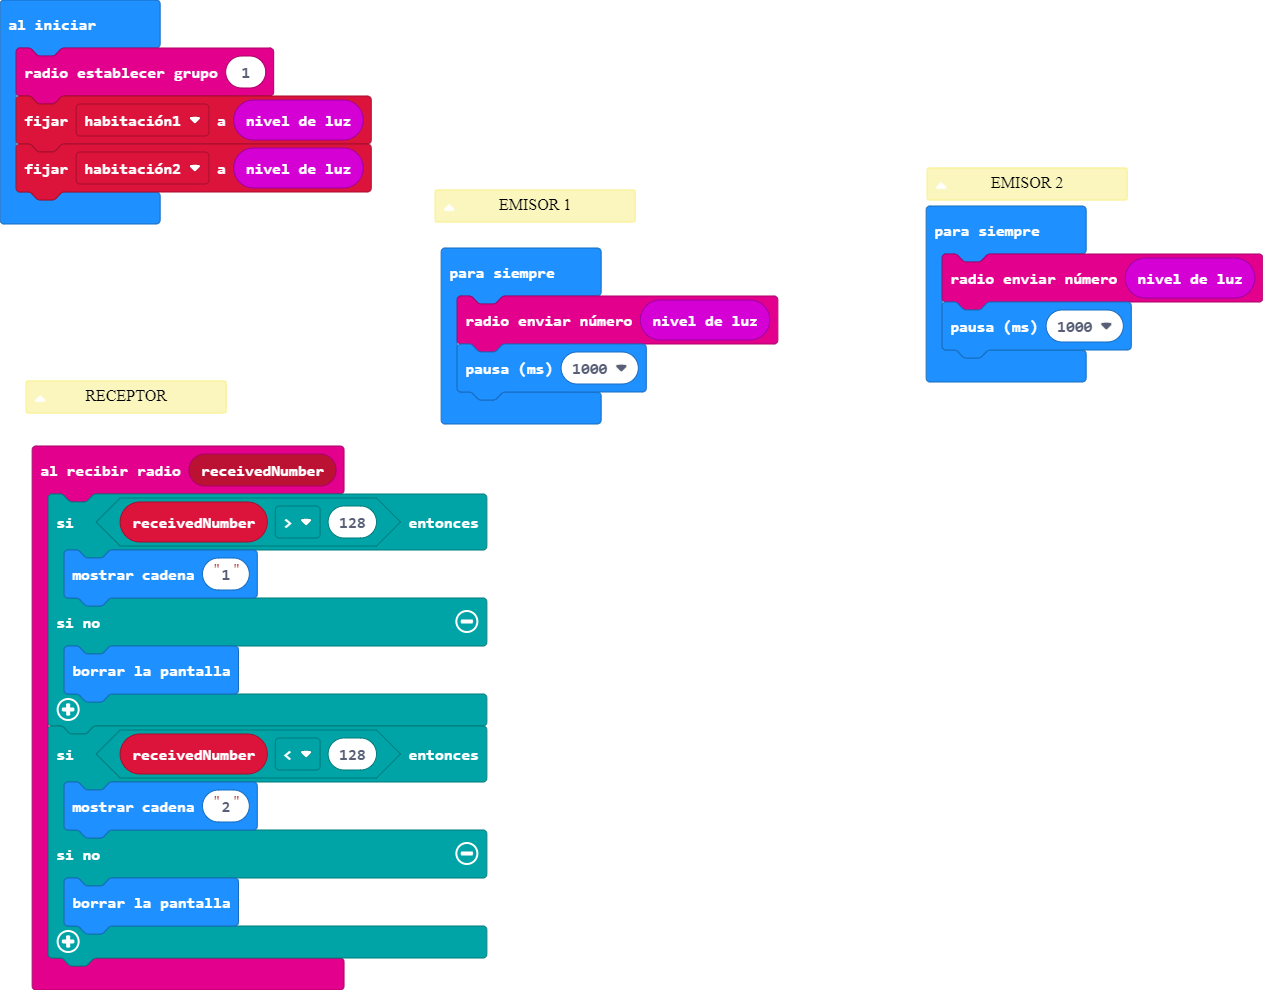 al iniciar
radio establecer grupo 1
fijar habitación1 a nivel de luz
fijar habitación2 a nivel de luz
EMISOR 1
para siempre
radio enviar número nivel de luz
pausa (ms) 1000
EMISOR 2
para siempre
radio enviar número nivel de luz
pausa (ms) 1000
RECEPTOR
al recibir radio receivedNumber
si receivedNumber > 128 entonces
mostrar cadena "1"
si no
borrar la pantalla
si receivedNumber < 128 entonces
mostrar cadena "2"
si no
borrar la pantalla